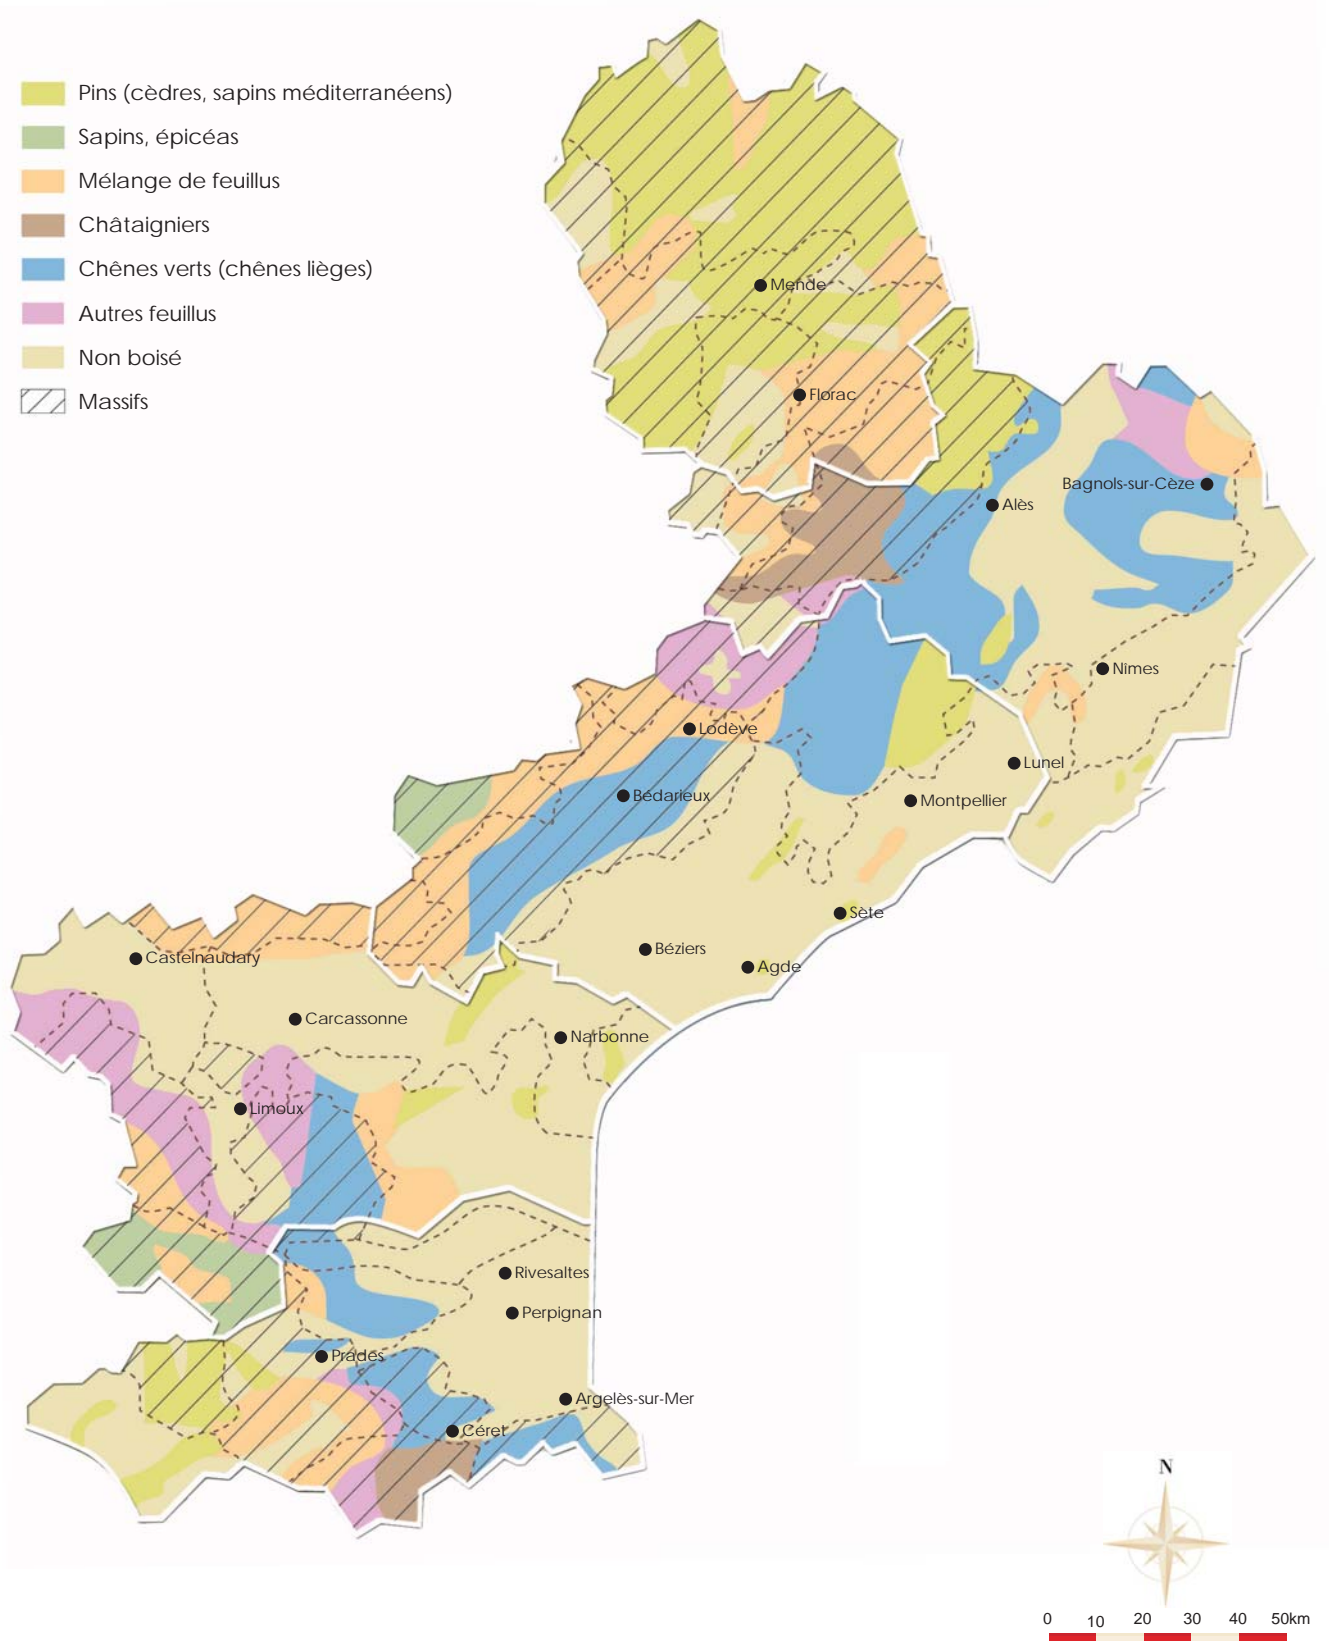 Pins (cèdres, sapins méditerranéens)
Sapins, épicéas
Mélange de feuillus
Châtaigniers
Chênes verts (chênes lièges)
Autres feuillus
Non boisé
Massifs
Mende
Florac
Bagnols-sur-Cèze
Alès
Nîmes
Lodève
Lunel
Bédarieux
Montpellier
Sète
Béziers
Castelnaudary
Agde
Carcassonne
Narbonne
Limoux
Rivesaltes
Perpignan
Prades
Argelès-sur-Mer
Céret
N
0 10 20 30 40 50km